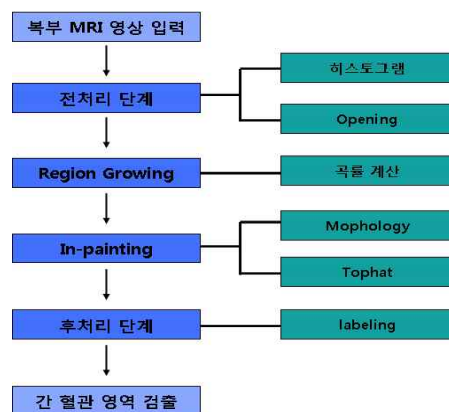 복부 MRI 영상 입력
히스토그램
전처리 단계
Opening
Region Growing
곡률 계산
Mophology
In-painting
Tophat
후처리 단계
labeling
간 혈관 영역 검출